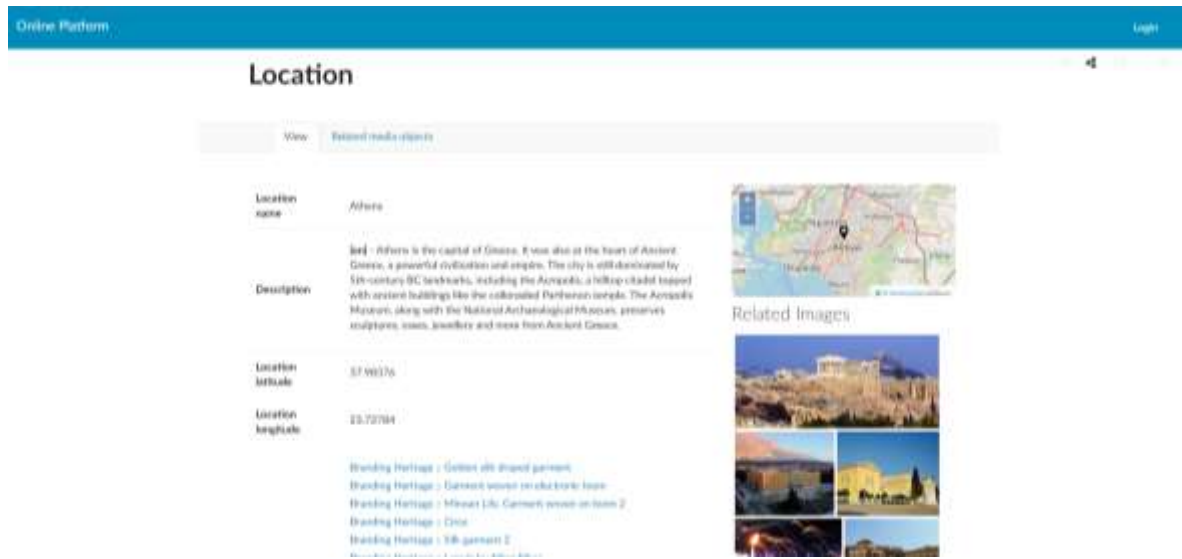 Online Platform
Login
Location
View
Related media objects
Location
name
Athens
Description
[en] - Athens is the capital of Greece. It was also at the heart of Ancient
Greece, a powerful civilization and empire. The city is still dominated by
5th-century BC landmarks, including the Acropolis, a hilltop citadel topped
with ancient buildings like the colonnaded Parthenon temple. The Acropolis
Museum, along with the National Archaeological Museum, preserves
sculptures, vases, jewellery and more from Ancient Greece.
Location
latitude
37.98376
Location
longitude
23.72784
Branding Heritage : Golden silk draped garment
Branding Heritage : Garment woven on electronic loom
Branding Heritage : Minoan Lily Garment woven on loom 2
Branding Heritage : Circe
Branding Heritage : Silk garment 2
Branding Heritage
Related Images